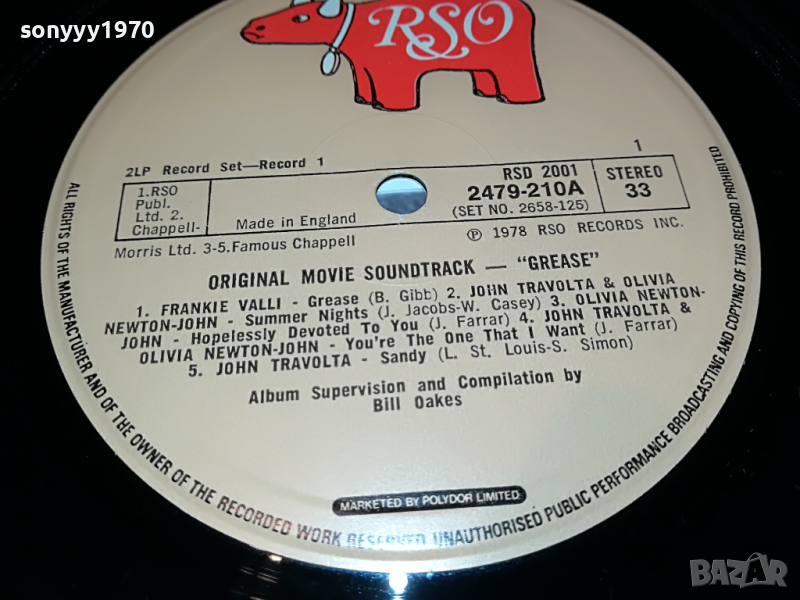 sonyyy1970
RSO
2LP Record Set—Record 1
1
1.RSO
Publ.
Ltd. 2.
Chappell-
Made in England
RSD 2001
2479-210A
(SET NO. 2658-125)
STEREO
33
Morris Ltd. 3-5.Famous Chappell
℗ 1978 RSO RECORDS INC.
ORIGINAL MOVIE SOUNDTRACK — "GREASE"
1. FRANKIE VALLI - Grease (B. Gibb) 2. JOHN TRAVOLTA & OLIVIA
NEWTON-JOHN - Summer Nights (J. Jacobs-W. Casey) 3. OLIVIA NEWTON-
JOHN - Hopelessly Devoted To You (J. Farrar) 4. JOHN TRAVOLTA &
OLIVIA NEWTON-JOHN - You're The One That I Want (J. Farrar)
5. JOHN TRAVOLTA - Sandy (L. St. Louis-S. Simon)
Album Supervision and Compilation by
Bill Oakes
MARKETED BY POLYDOR LIMITED
ALL RIGHTS OF THE MANUFACTURER AND OF THE OWNER OF THE RECORDED WORK RESERVED UNAUTHORISED PUBLIC PERFORMANCE BROADCASTING AND COPYING OF THIS RECORD PROHIBITED
BAZAR